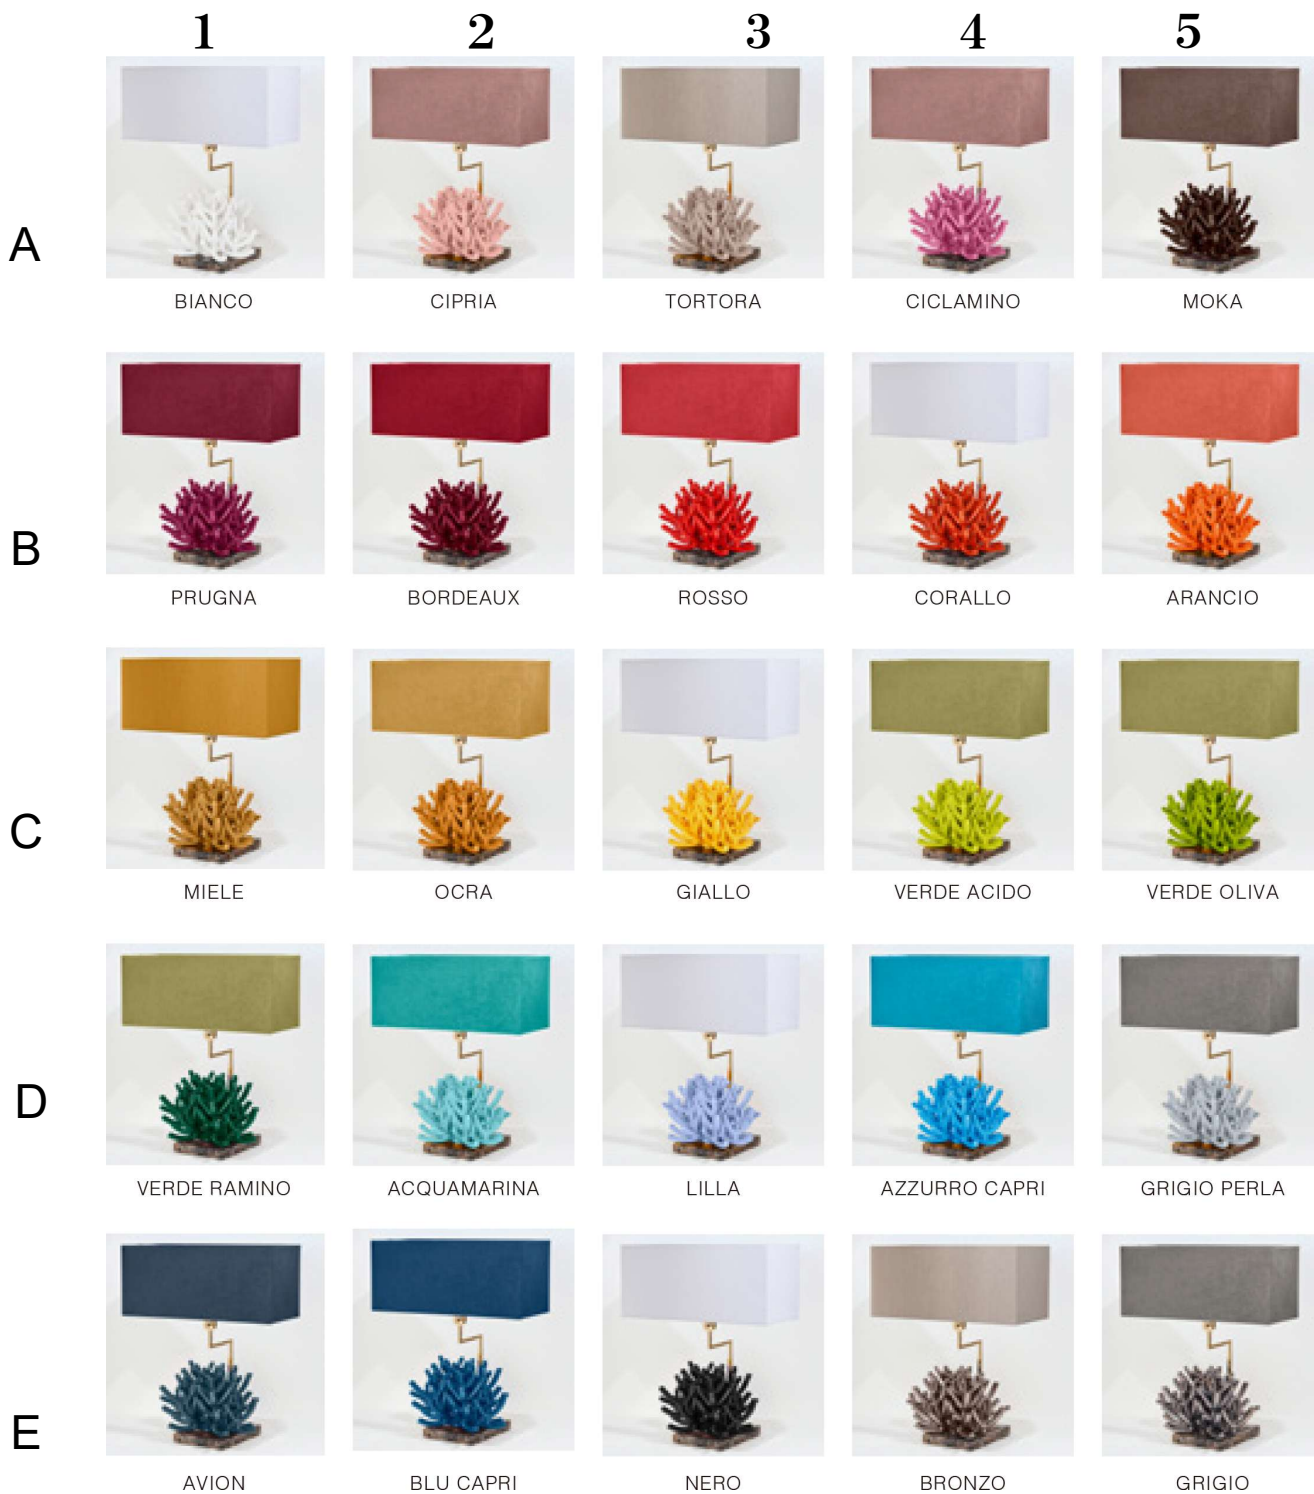 1 2 3 4 5
A
BIANCO CIPRIA TORTORA CICLAMINO MOKA
B
PRUGNA BORDEAUX ROSSO CORALLO ARANCIO
C
MIELE OCRA GIALLO VERDE ACIDO VERDE OLIVA
D
VERDE RAMINO ACQUAMARINA LILLA AZZURRO CAPRI GRIGIO PERLA
E
AVION BLU CAPRI NERO BRONZO GRIGIO